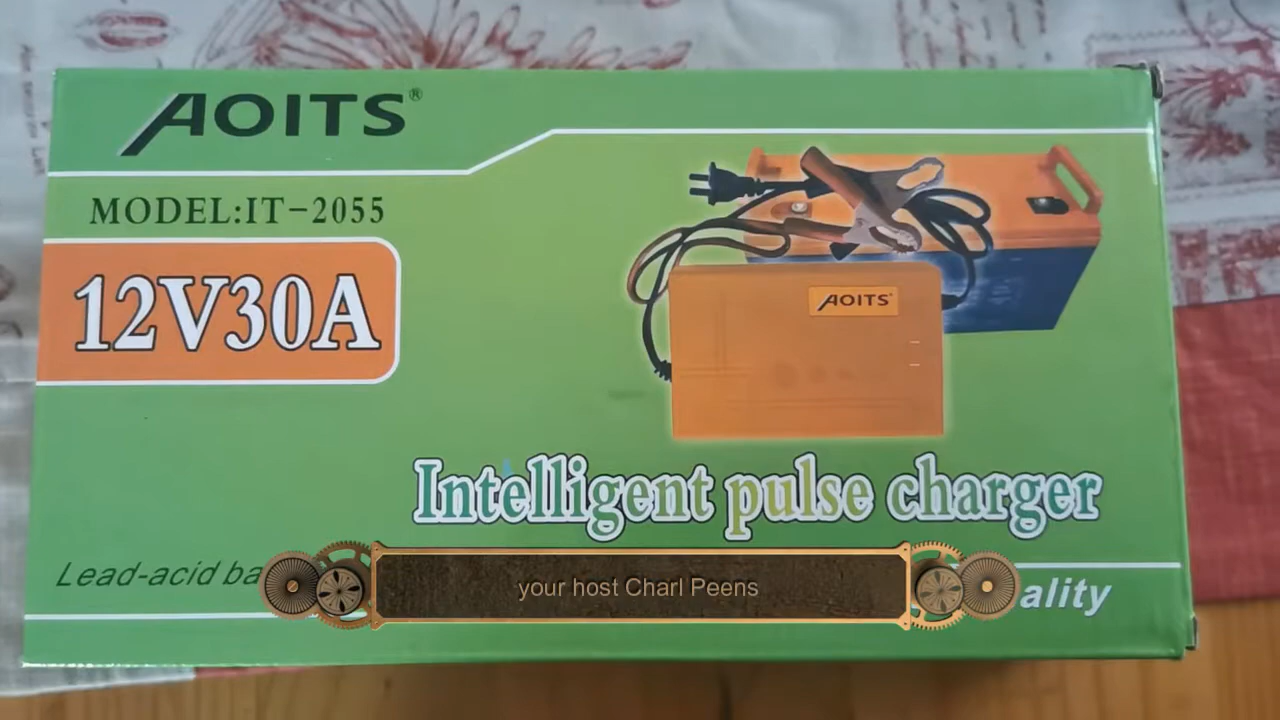 AOITS®
MODEL:IT-2055
12V30A
AOITS
Intelligent pulse charger
Lead-acid ba
your host Charl Peens
ality